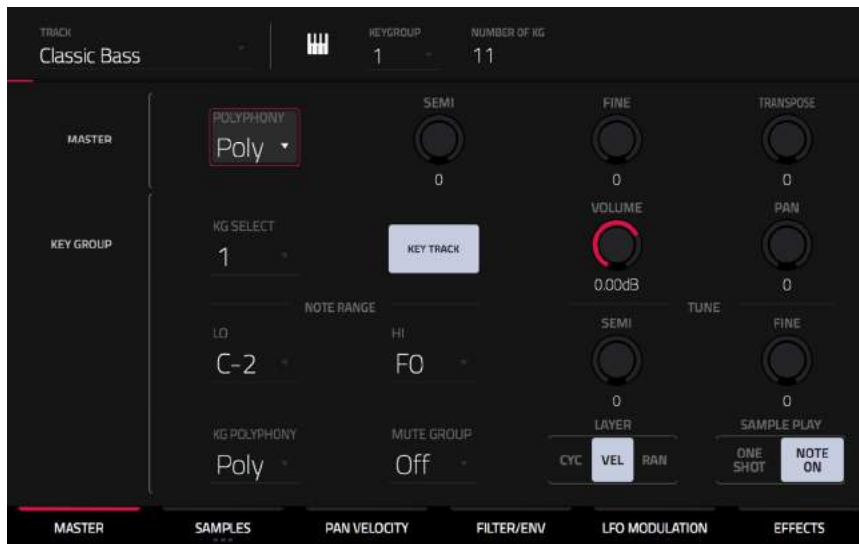 TRACK
Classic Bass
KEYGROUP
1
NUMBER OF KG
11
MASTER
POLYPHONY
Poly
SEMI
0
FINE
0
TRANSPOSE
0
KEY GROUP
KG SELECT
1
KEY TRACK
VOLUME
0.00dB
PAN
0
NOTE RANGE
LO
C-2
HI
F0
TUNE
SEMI
0
FINE
0
KG POLYPHONY
Poly
MUTE GROUP
Off
LAYER
CYC VEL RAN
SAMPLE PLAY
ONE
SHOT
NOTE
ON
MASTER SAMPLES PAN VELOCITY FILTER/ENV LFO MODULATION EFFECTS